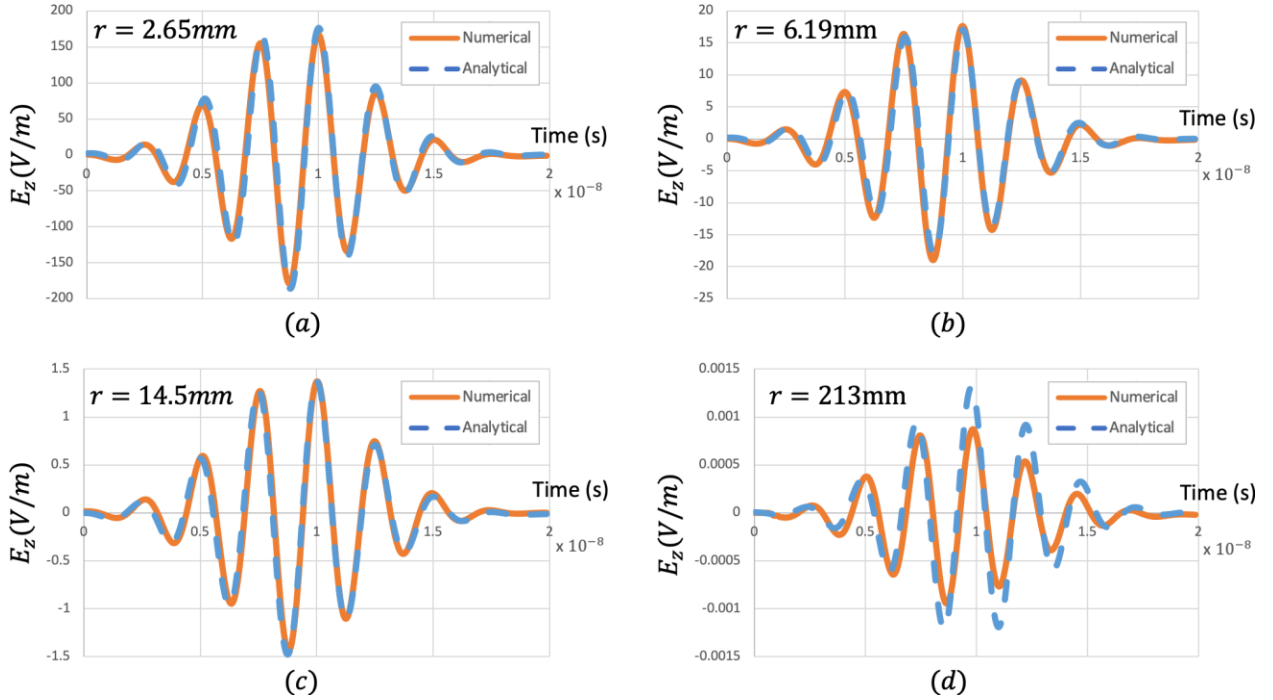 r = 2.65mm
Numerical
Analytical
E_z(V/m)
Time (s)
200
150
100
50
0
-50
-100
-150
-200
0
0.5
1
1.5
2
x 10⁻⁸
(a)
r = 6.19mm
Numerical
Analytical
E_z(V/m)
Time (s)
20
15
10
5
0
-5
-10
-15
-20
-25
0
0.5
1
1.5
2
x 10⁻⁸
(b)
r = 14.5mm
Numerical
Analytical
E_z(V/m)
Time (s)
1.5
1
0.5
0
-0.5
-1
-1.5
0
0.5
1
1.5
2
x 10⁻⁸
(c)
r = 213mm
Numerical
Analytical
E_z(V/m)
Time (s)
0.0015
0.001
0.0005
0
-0.0005
-0.001
-0.0015
0
0.5
1
1.5
2
x 10⁻⁸
(d)